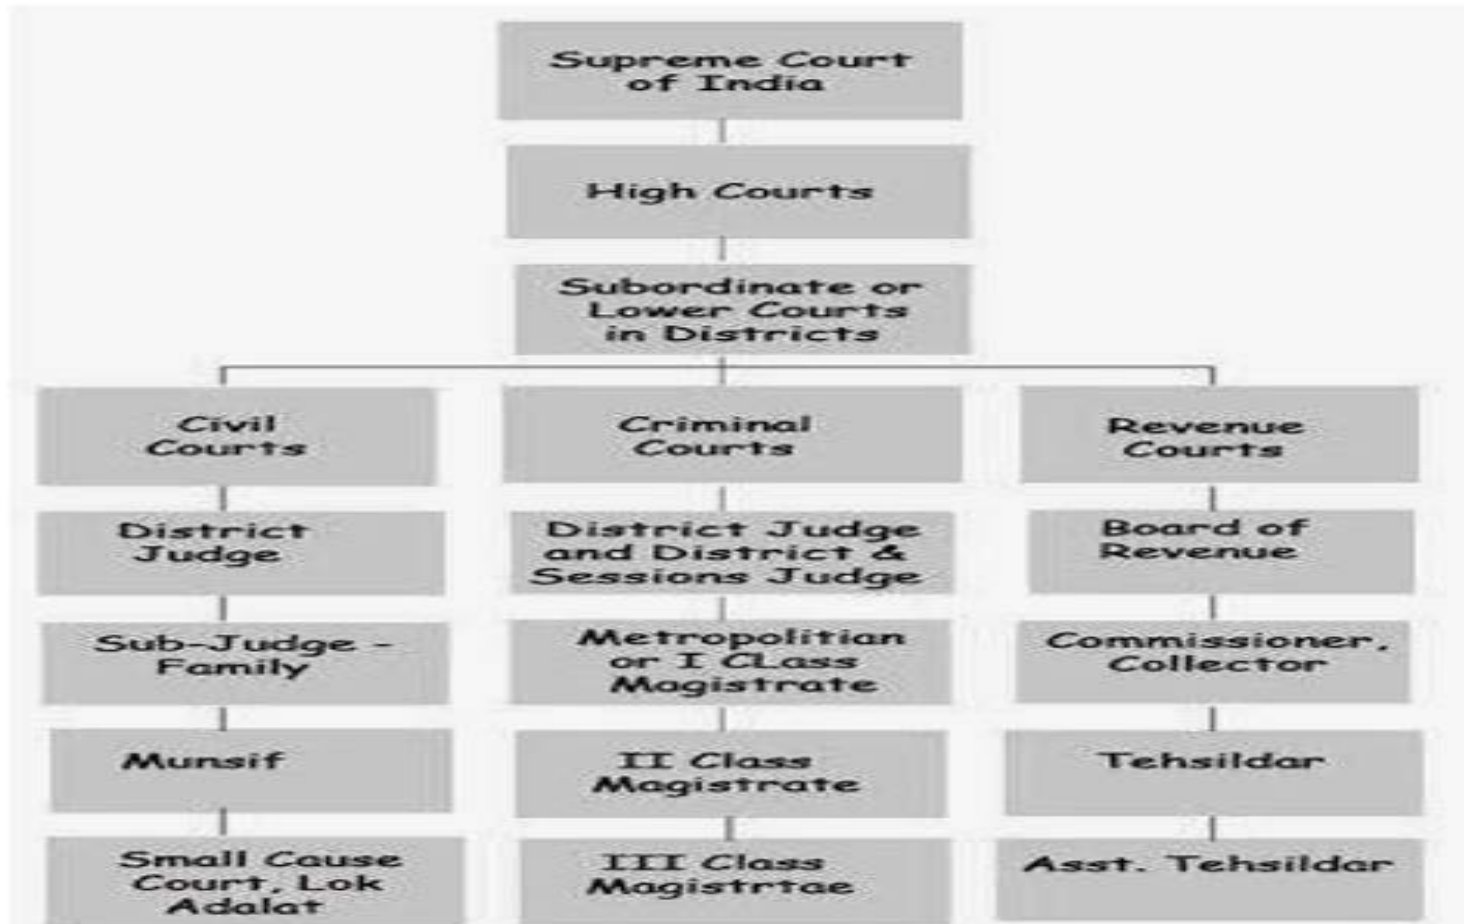 Supreme Court
of India
High Courts
Subordinate or
Lower Courts
in Districts
Civil
Courts
Criminal
Courts
Revenue
Courts
District
Judge
District Judge
and District &
Sessions Judge
Board of
Revenue
Sub-Judge -
Family
Metropolitian
or I CLass
Magistrate
Commissioner,
Collector
Munsif
II Class
Magistrate
Tehsildar
Small Cause
Court, Lok
Adalat
III Class
Magistrtae
Asst. Tehsildar